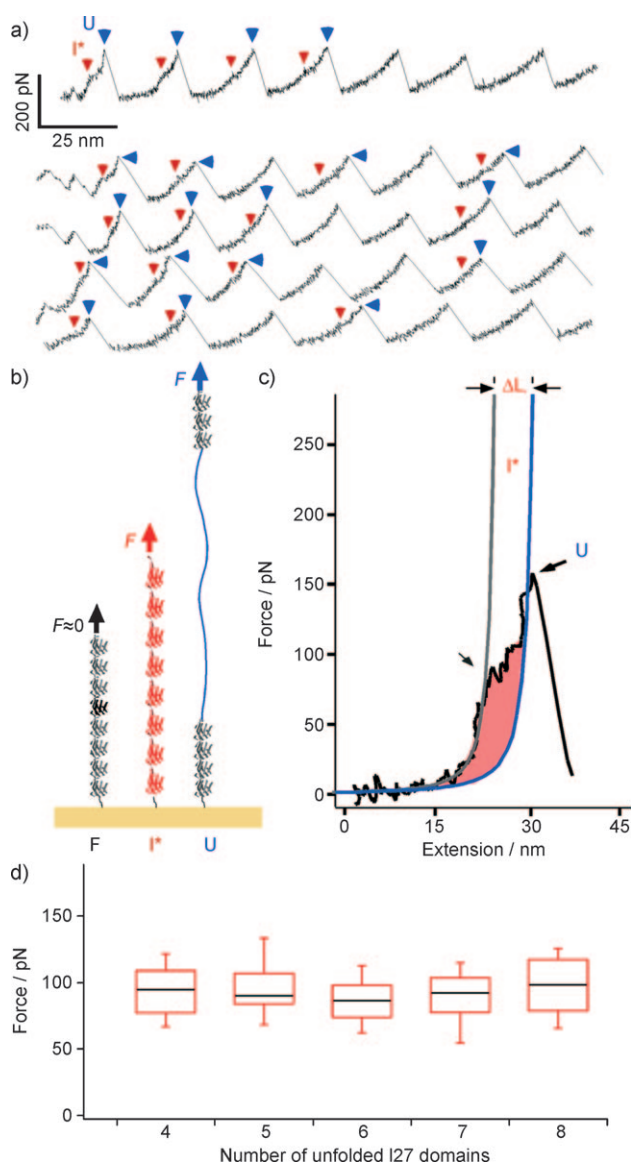 a)
U
I*
200 pN
25 nm
b)
F
F
F≈0
F
I*
U
c)
ΔL
I*
U
250
200
150
100
50
0
Force / pN
0
15
30
45
Extension / nm
d)
150
100
50
0
Force / pN
4
5
6
7
8
Number of unfolded I27 domains